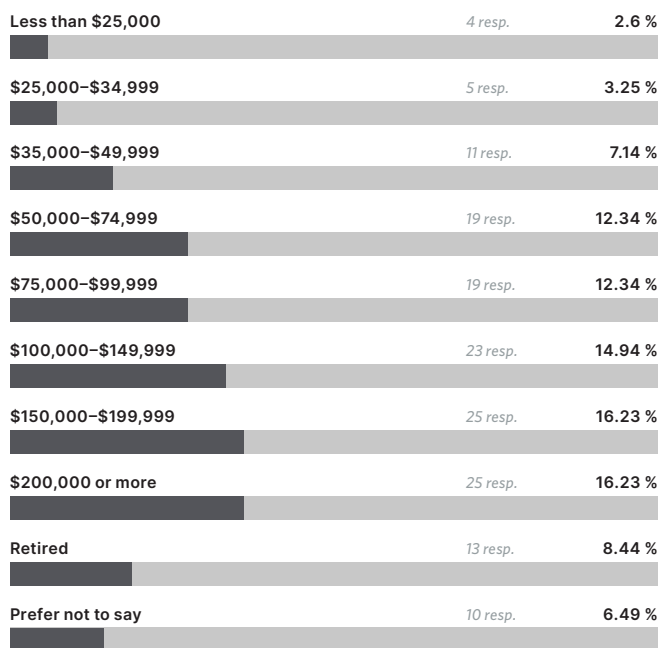 Less than $25,000 4 resp. 2.6 %
$25,000–$34,999 5 resp. 3.25 %
$35,000–$49,999 11 resp. 7.14 %
$50,000–$74,999 19 resp. 12.34 %
$75,000–$99,999 19 resp. 12.34 %
$100,000–$149,999 23 resp. 14.94 %
$150,000–$199,999 25 resp. 16.23 %
$200,000 or more 25 resp. 16.23 %
Retired 13 resp. 8.44 %
Prefer not to say 10 resp. 6.49 %